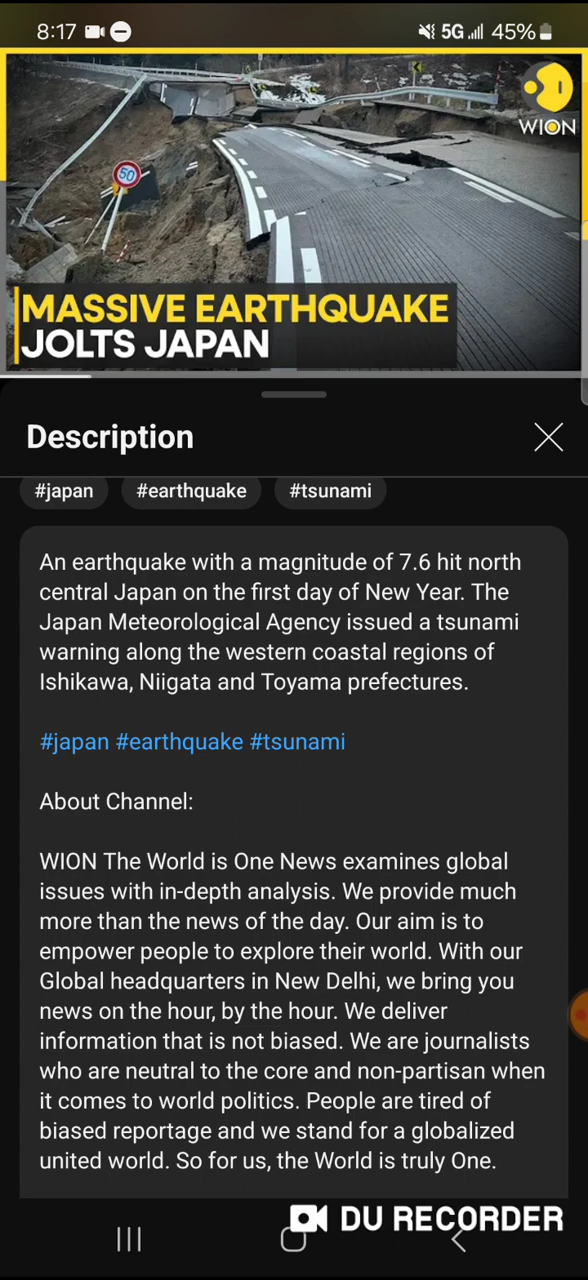 8:17 5G 45%
WION
50
MASSIVE EARTHQUAKE
JOLTS JAPAN
Description
#japan #earthquake #tsunami
An earthquake with a magnitude of 7.6 hit north
central Japan on the first day of New Year. The
Japan Meteorological Agency issued a tsunami
warning along the western coastal regions of
Ishikawa, Niigata and Toyama prefectures.
#japan #earthquake #tsunami
About Channel:
WION The World is One News examines global
issues with in-depth analysis. We provide much
more than the news of the day. Our aim is to
empower people to explore their world. With our
Global headquarters in New Delhi, we bring you
news on the hour, by the hour. We deliver
information that is not biased. We are journalists
who are neutral to the core and non-partisan when
it comes to world politics. People are tired of
biased reportage and we stand for a globalized
united world. So for us, the World is truly One.
DU RECORDER